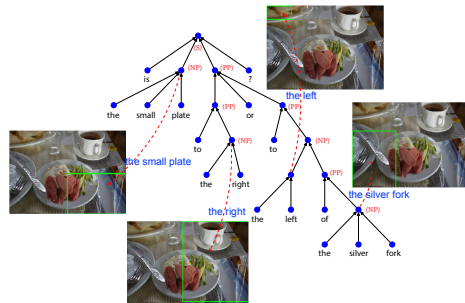 (S)
is
(NP)
(PP)
?
the left
the
small
plate
(PP)
or
(PP)
to
(NP)
to
(NP)
the small plate
the
right
(PP)
the silver fork
the right
the
left
of
(NP)
the
silver
fork